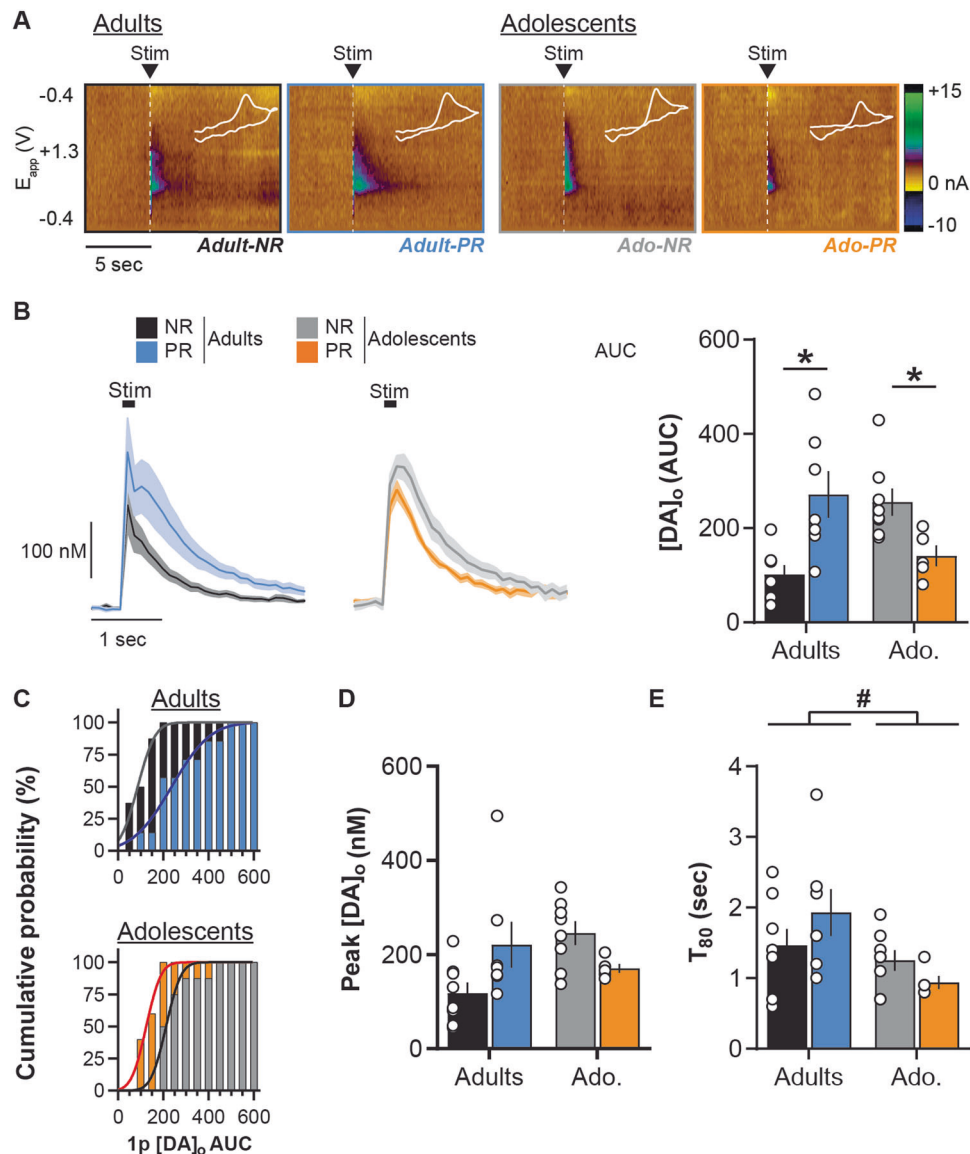 A
Adults
Adolescents
Stim
Stim
Stim
Stim
-0.4
+1.3
-0.4
E_app (V)
+15
0 nA
-10
5 sec
Adult-NR
Adult-PR
Ado-NR
Ado-PR
B
NR
PR
Adults
NR
PR
Adolescents
Stim
Stim
100 nM
1 sec
AUC
[DA]o (AUC)
600
400
200
0
*
*
Adults
Ado.
C
Cumulative probability (%)
Adults
100
75
50
25
0
0
200
400
600
Adolescents
100
75
50
25
0
0
200
400
600
1p [DA]o AUC
D
Peak [DA]o (nM)
600
400
200
0
Adults
Ado.
E
#
T80 (sec)
4
3
2
1
0
Adults
Ado.